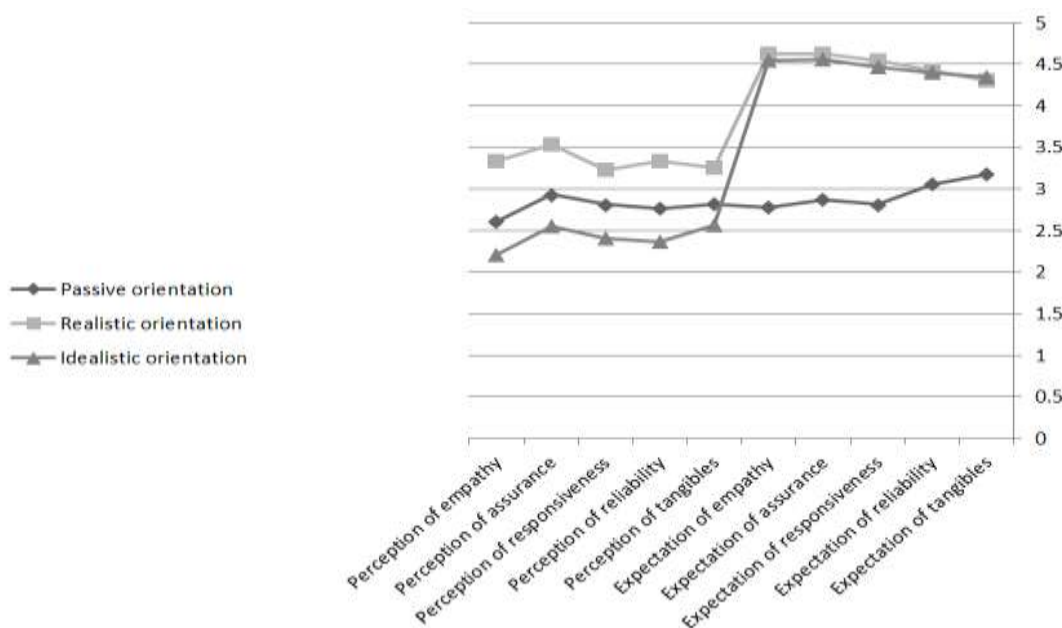 5
4.5
4
3.5
3
2.5
2
1.5
1
0.5
0
Passive orientation
Realistic orientation
Idealistic orientation
Perception of empathy
Perception of assurance
Perception of responsiveness
Perception of reliability
Perception of tangibles
Expectation of empathy
Expectation of assurance
Expectation of responsiveness
Expectation of reliability
Expectation of tangibles